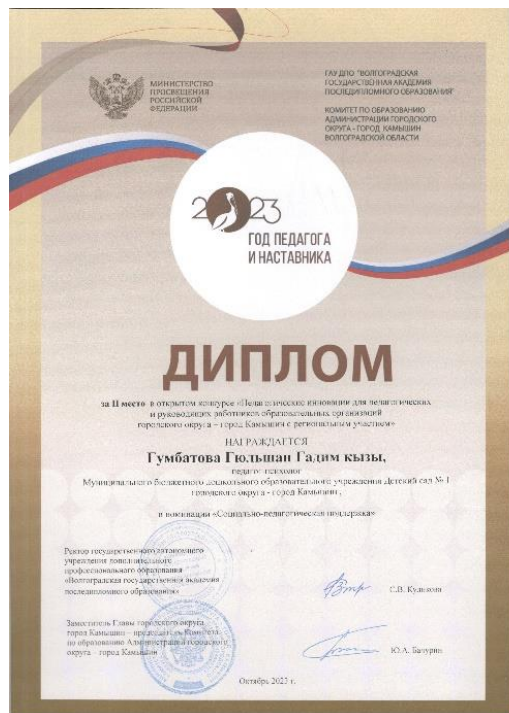 МИНИСТЕРСТВО
ПРОСВЕЩЕНИЯ
РОССИЙСКОЙ
ФЕДЕРАЦИИ
ГАУ ДПО "ВОЛГОГРАДСКАЯ
ГОСУДАРСТВЕННАЯ АКАДЕМИЯ
ПОСЛЕДИПЛОМНОГО ОБРАЗОВАНИЯ"
КОМИТЕТ ПО ОБРАЗОВАНИЮ
АДМИНИСТРАЦИИ ГОРОДСКОГО
ОКРУГА - ГОРОД КАМЫШИН
ВОЛГОГРАДСКОЙ ОБЛАСТИ
2023
ГОД ПЕДАГОГА
И НАСТАВНИКА
ДИПЛОМ
за II место в открытом конкурсе «Педагогические инновации для педагогических
и руководящих работников образовательных организаций
городского округа – город Камышин с региональным участием»
НАГРАЖДАЕТСЯ
Гумбатова Гюльшан Гадим кызы,
педагог-психолог
Муниципального бюджетного дошкольного образовательного учреждения Детский сад № 1
городского округа - город Камышин,
в номинации «Социально-педагогическая поддержка»
Ректор государственного автономного
учреждения дополнительного
профессионального образования
«Волгоградская государственная академия
последипломного образования»
С.В. Куликова
Заместитель Главы городского округа
город Камышин – председатель Комитета
по образованию Администрации городского
округа – город Камышин
Ю.А. Батурин
Октябрь 2023 г.